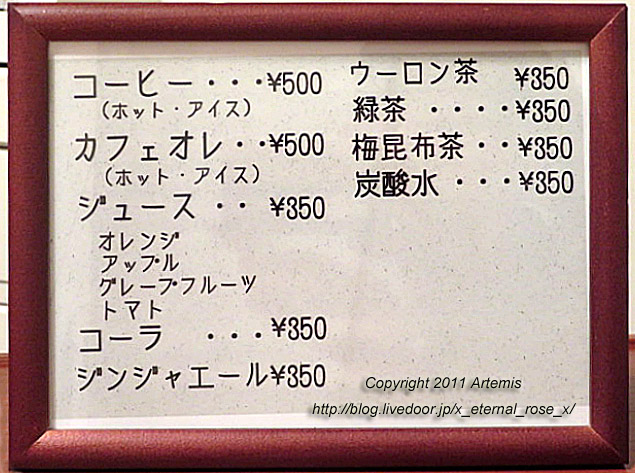 コーヒー・・・¥500
(ホット・アイス)
カフェオレ・・¥500
(ホット・アイス)
ジュース・・¥350
オレンジ
アップル
グレープフルーツ
トマト
コーラ ・・・¥350
ジンジャエール¥350
ウーロン茶 ¥350
緑茶 ・・・・¥350
梅昆布茶・・¥350
炭酸水・・・¥350
Copyright 2011 Artemis
http://blog.livedoor.jp/x_eternal_rose_x/